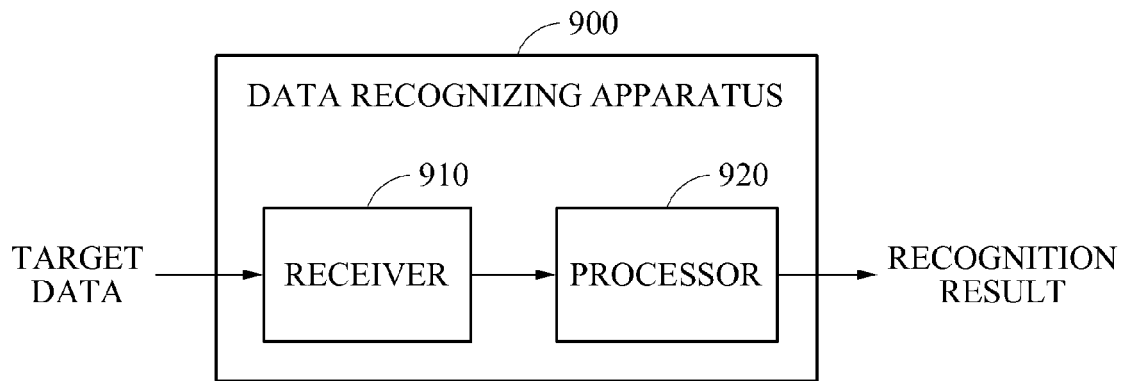 900
DATA RECOGNIZING APPARATUS
910
920
TARGET
DATA
RECEIVER
PROCESSOR
RECOGNITION
RESULT